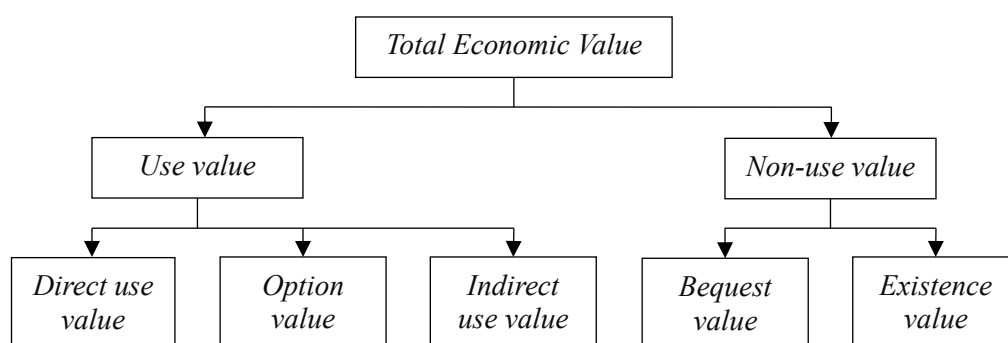 Total Economic Value
Use value
Non-use value
Direct use
value
Option
value
Indirect
use value
Bequest
value
Existence
value